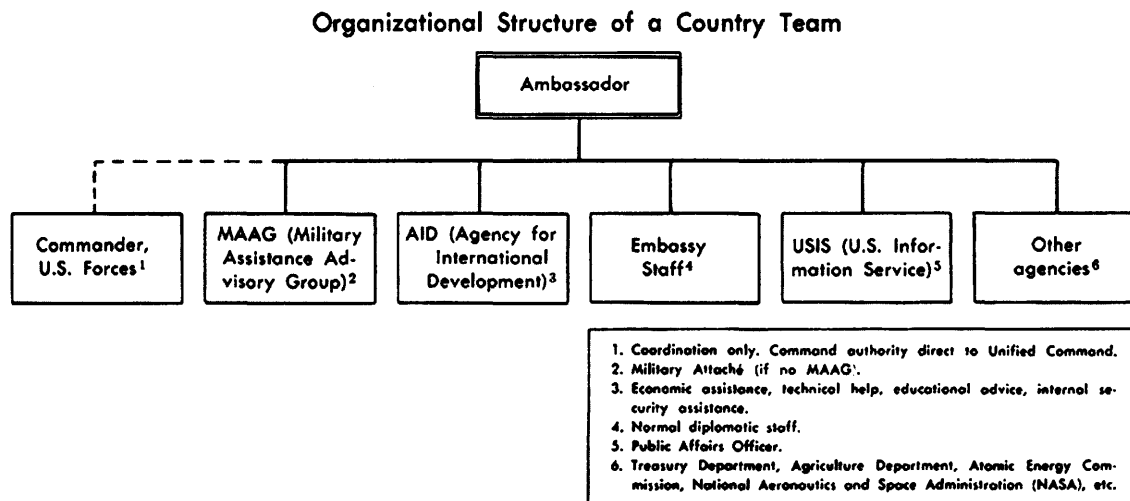 Organizational Structure of a Country Team
Ambassador
Commander,
U.S. Forces1
MAAG (Military
Assistance Ad-
visory Group)2
AID (Agency for
International
Development)3
Embassy
Staff4
USIS (U.S. Infor-
mation Service)5
Other
agencies6
1. Coordination only. Command authority direct to Unified Command.
2. Military Attaché (if no MAAG).
3. Economic assistance, technical help, educational advice, internal se-
curity assistance.
4. Normal diplomatic staff.
5. Public Affairs Officer.
6. Treasury Department, Agriculture Department, Atomic Energy Com-
mission, National Aeronautics and Space Administration (NASA), etc.